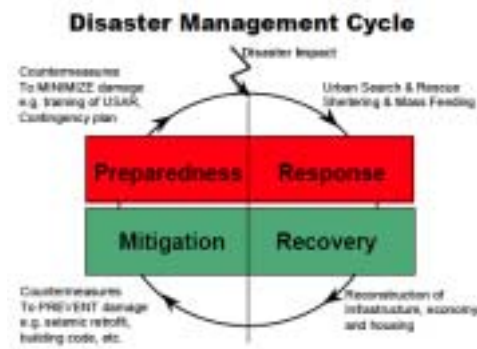 Disaster Management Cycle
Disaster Impact
Countermeasures
To MINIMIZE damage
e.g. training of USAR,
Contingency plan
Urban Search & Rescue
Sheltering & Mass Feeding
Preparedness
Response
Mitigation
Recovery
Countermeasures
To PREVENT damage
e.g. seismic retrofit,
building code, etc.
Reconstruction of
infrastructure, economy
and housing